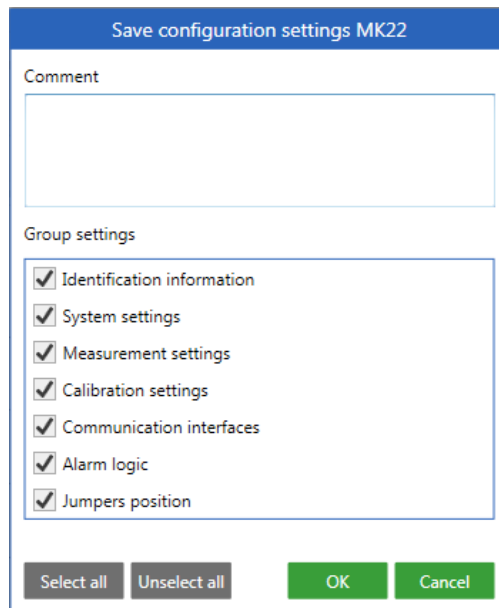 Save configuration settings MK22
Comment
Group settings
Identification information
System settings
Measurement settings
Calibration settings
Communication interfaces
Alarm logic
Jumpers position
Select all Unselect all OK Cancel